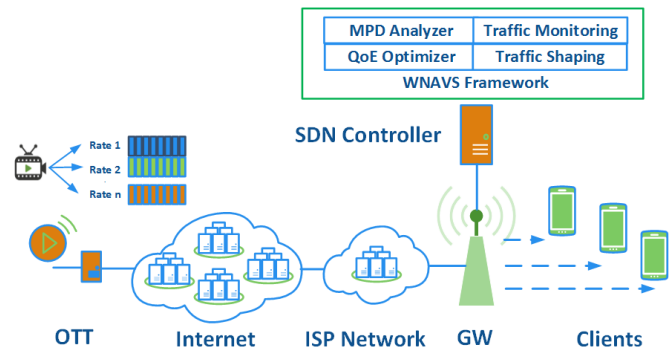 MPD Analyzer Traffic Monitoring
QoE Optimizer Traffic Shaping
WNAVS Framework
SDN Controller
Rate 1
Rate 2
Rate n
OTT Internet ISP Network GW Clients